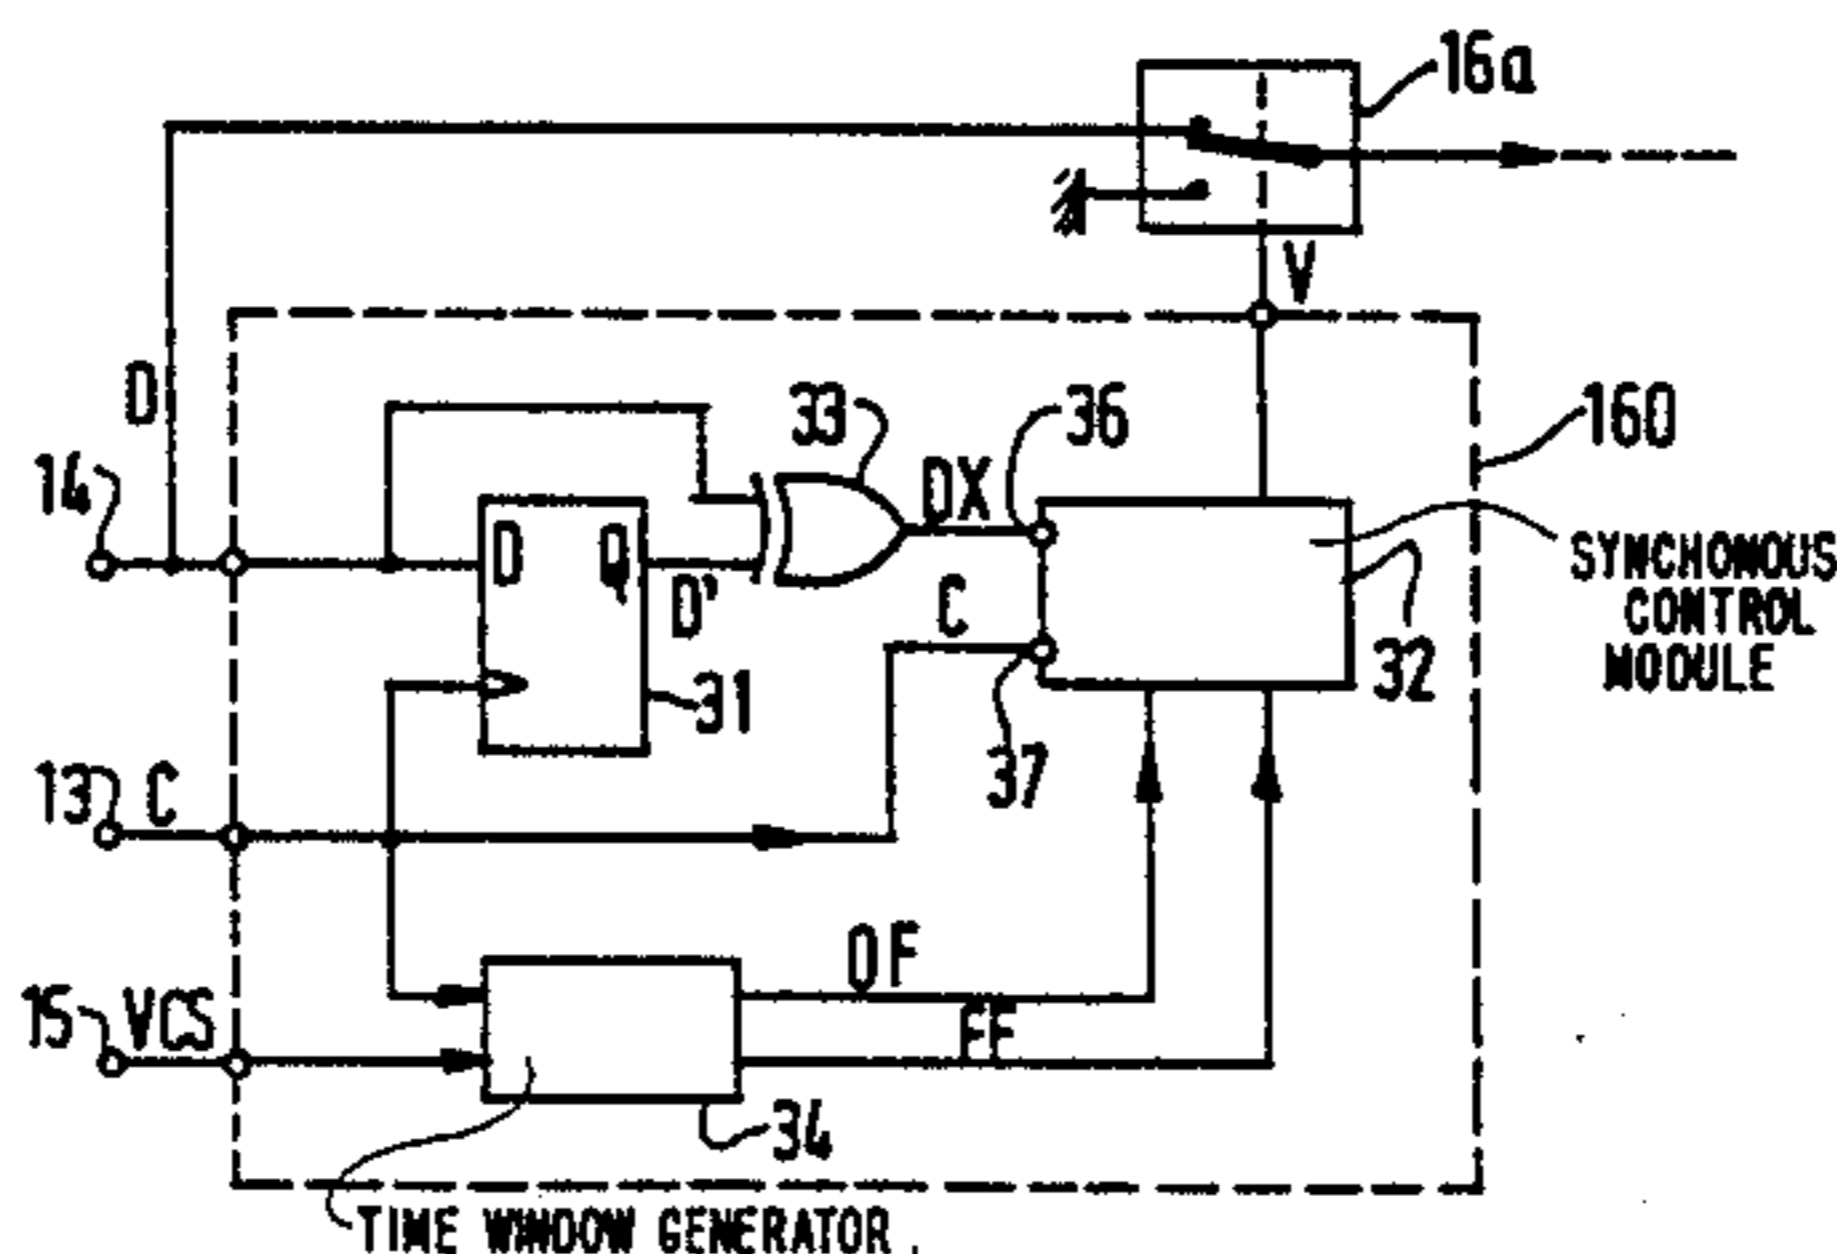 16a
V
D
160
14
33
DX
36
D Q
D'
C
SYNCHONOUS
CONTROL
MODULE
32
31
37
13 C
OF
FF
15 VCS
34
TIME WINDOW GENERATOR